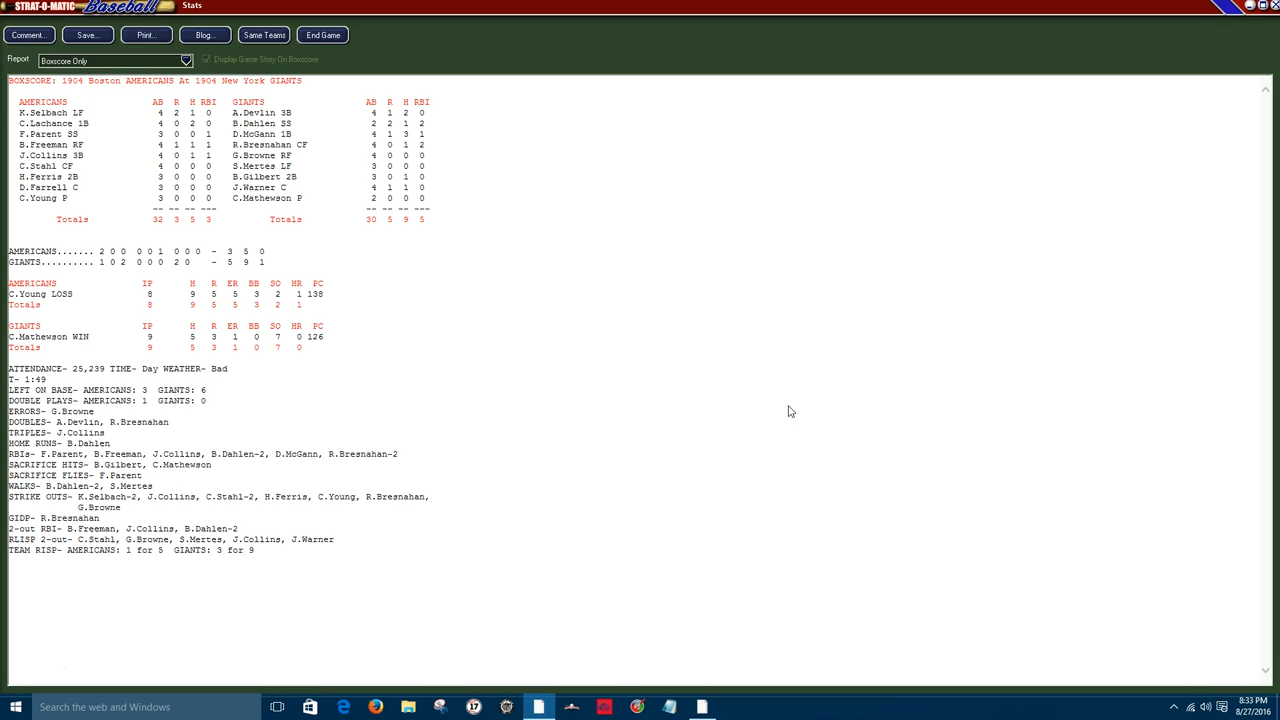 STRAT-O-MATIC Baseball Stats
Comment... Save... Print... Blog... Same Teams End Game
Report Boxscore Only Display Game Story On Boxscore
BOXSCORE: 1904 Boston AMERICANS At 1904 New York GIANTS
AMERICANS AB R H RBI GIANTS AB R H RBI
K.Selbach LF 4 2 1 0 A.Devlin 3B 4 1 2 0
C.Lachance 1B 4 0 2 0 B.Dahlen SS 2 2 1 2
F.Parent SS 3 0 0 1 D.McGann 1B 4 1 3 1
B.Freeman RF 4 1 1 1 R.Bresnahan CF 4 0 1 2
J.Collins 3B 4 0 1 1 G.Browne RF 4 0 0 0
C.Stahl CF 4 0 0 0 S.Mertes LF 3 0 0 0
H.Ferris 2B 3 0 0 0 B.Gilbert 2B 3 0 1 0
D.Farrell C 3 0 0 0 J.Warner C 4 1 1 0
C.Young P 3 0 0 0 C.Mathewson P 2 0 0 0
-- -- -- --- -- -- -- ---
Totals 32 3 5 3 Totals 30 5 9 5
AMERICANS....... 2 0 0 0 0 1 0 0 0 - 3 5 0
GIANTS.......... 1 0 2 0 0 0 2 0 - 5 9 1
AMERICANS IP H R ER BB SO HR PC
C.Young LOSS 8 9 5 5 3 2 1 138
Totals 8 9 5 5 3 2 1
GIANTS IP H R ER BB SO HR PC
C.Mathewson WIN 9 5 3 1 0 7 0 126
Totals 9 5 3 1 0 7 0
ATTENDANCE- 25,239 TIME- Day WEATHER- Bad
T- 1:49
LEFT ON BASE- AMERICANS: 3 GIANTS: 6
DOUBLE PLAYS- AMERICANS: 1 GIANTS: 0
ERRORS- G.Browne
DOUBLES- A.Devlin, R.Bresnahan
TRIPLES- J.Collins
HOME RUNS- B.Dahlen
RBIs- F.Parent, B.Freeman, J.Collins, B.Dahlen-2, D.McGann, R.Bresnahan-2
SACRIFICE HITS- B.Gilbert, C.Mathewson
SACRIFICE FLIES- F.Parent
WALKS- B.Dahlen-2, S.Mertes
STRIKE OUTS- K.Selbach-2, J.Collins, C.Stahl-2, H.Ferris, C.Young, R.Bresnahan,
G.Browne
GIDP- R.Bresnahan
2-out RBI- B.Freeman, J.Collins, B.Dahlen-2
RLISP 2-out- C.Stahl, G.Browne, S.Mertes, J.Collins, J.Warner
TEAM RISP- AMERICANS: 1 for 5 GIANTS: 3 for 9
Search the web and Windows
17
8:33 PM
8/27/2016